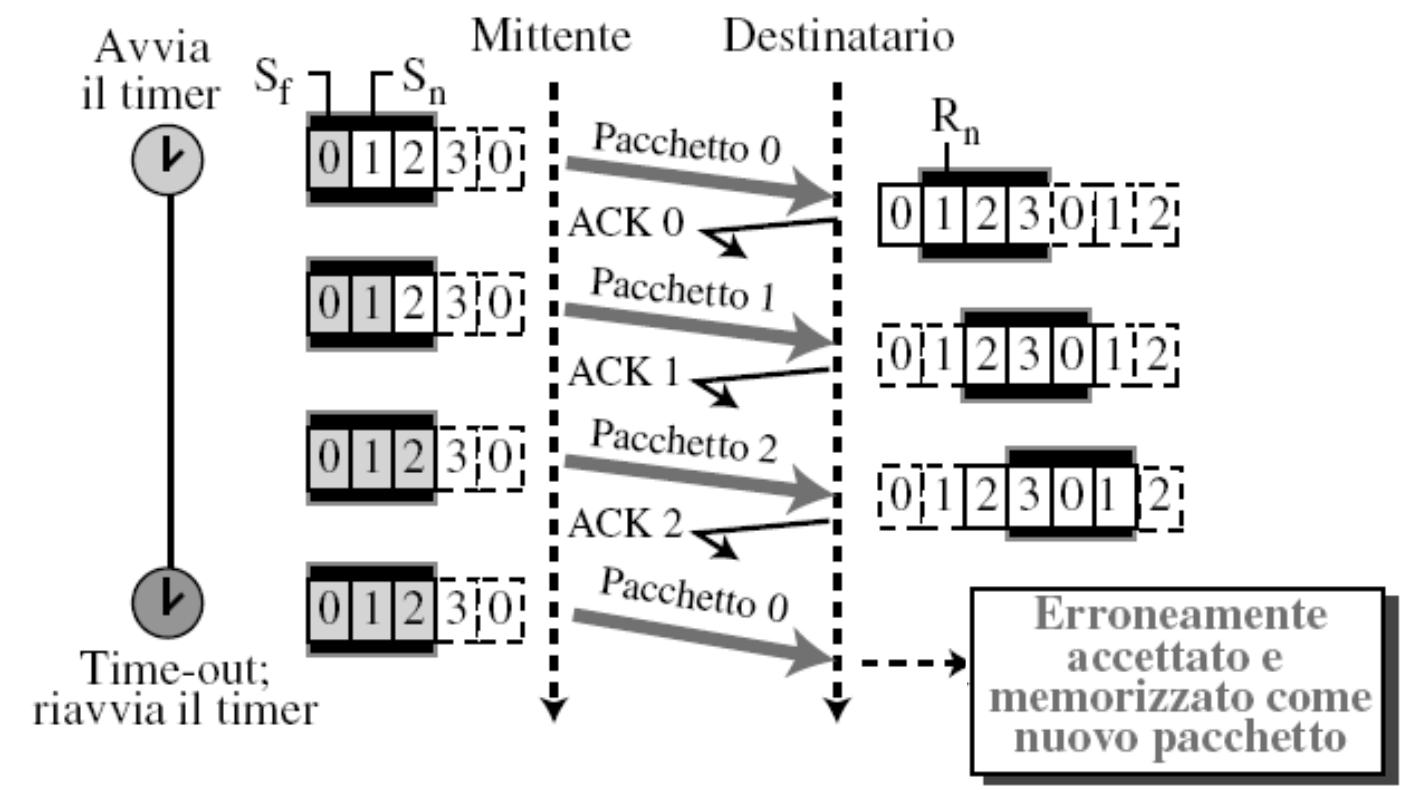 Avvia
il timer
Mittente
Destinatario
Sf
Sn
0 1 2 3 0
Pacchetto 0
Rn
0 1 2 3 0 1 2
ACK 0
0 1 2 3 0
Pacchetto 1
0 1 2 3 0 1 2
ACK 1
0 1 2 3 0
Pacchetto 2
0 1 2 3 0 1 2
ACK 2
0 1 2 3 0
Pacchetto 0
Time-out;
riavvia il timer
Erroneamente
accettato e
memorizzato come
nuovo pacchetto